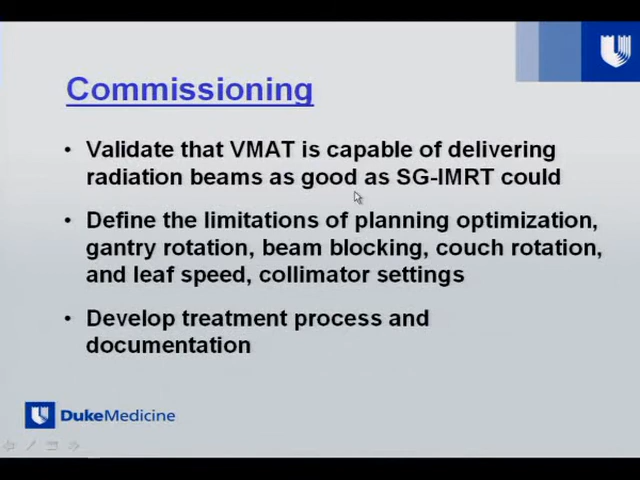 Commissioning
• Validate that VMAT is capable of delivering
radiation beams as good as SG-IMRT could
• Define the limitations of planning optimization,
gantry rotation, beam blocking, couch rotation,
and leaf speed, collimator settings
• Develop treatment process and
documentation
DukeMedicine